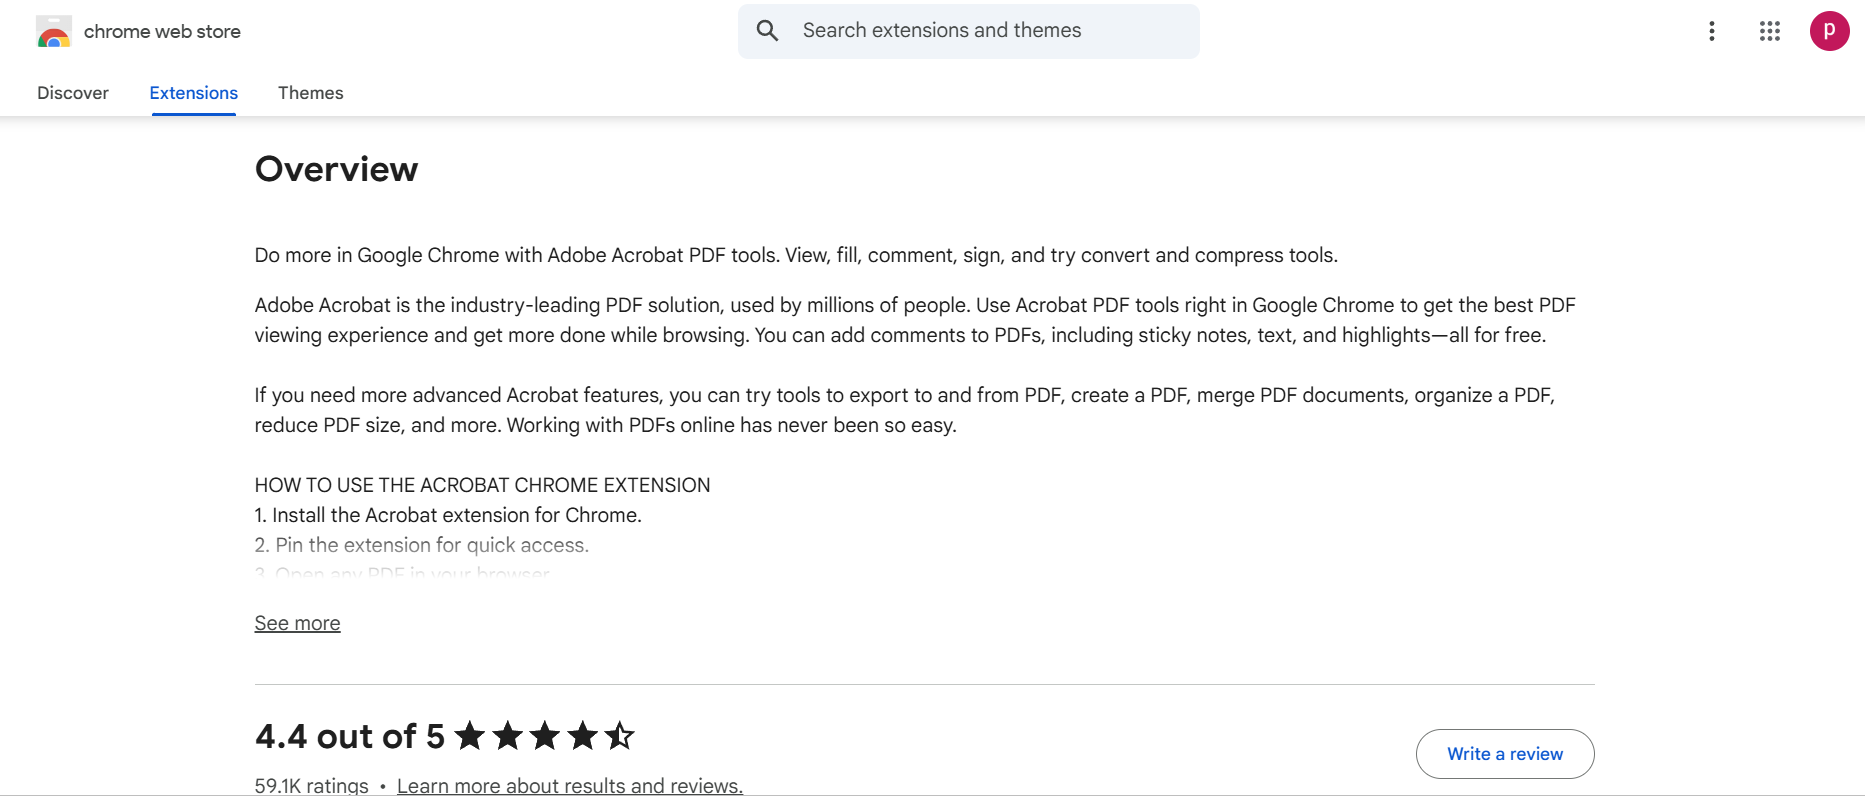 chrome web store
Search extensions and themes
p
Discover
Extensions
Themes
Overview
Do more in Google Chrome with Adobe Acrobat PDF tools. View, fill, comment, sign, and try convert and compress tools.
Adobe Acrobat is the industry-leading PDF solution, used by millions of people. Use Acrobat PDF tools right in Google Chrome to get the best PDF
viewing experience and get more done while browsing. You can add comments to PDFs, including sticky notes, text, and highlights—all for free.
If you need more advanced Acrobat features, you can try tools to export to and from PDF, create a PDF, merge PDF documents, organize a PDF,
reduce PDF size, and more. Working with PDFs online has never been so easy.
HOW TO USE THE ACROBAT CHROME EXTENSION
1. Install the Acrobat extension for Chrome.
2. Pin the extension for quick access.
3. Open any PDF in your browser
See more
4.4 out of 5
Write a review
59.1K ratings • Learn more about results and reviews.